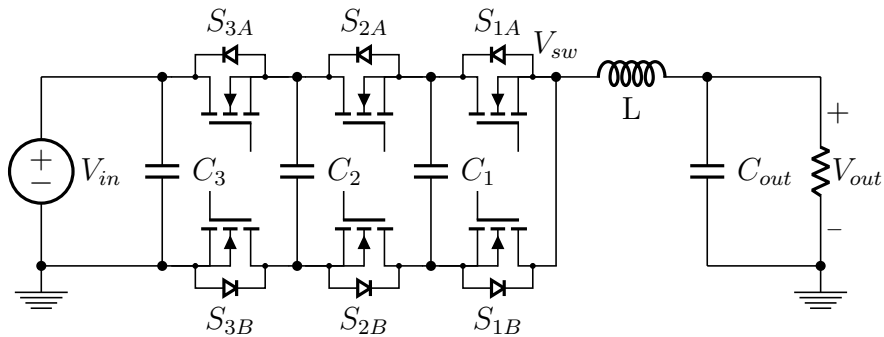 S3A S2A S1A
Vsw
L
+
Vin C3 C2 C1 Cout Vout
+
−
−
S3B S2B S1B